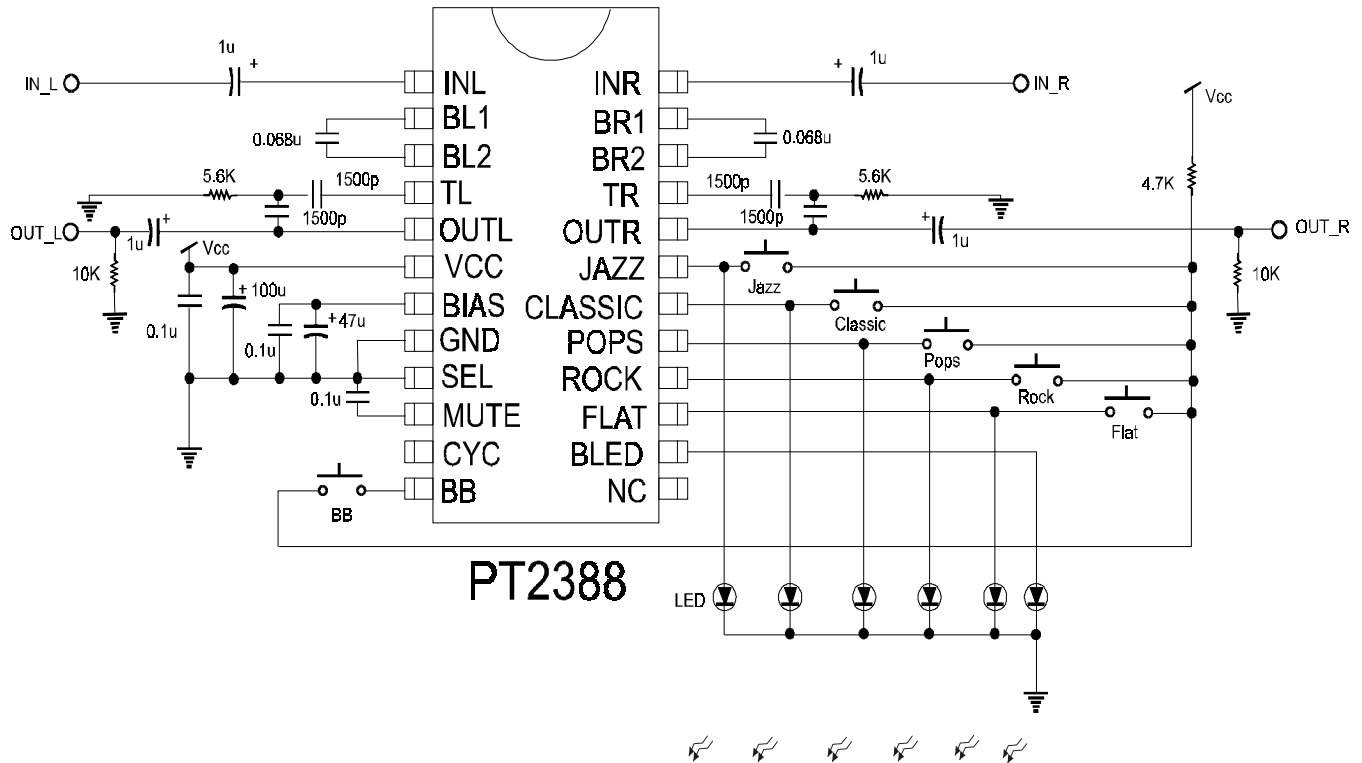 1u + INL INR + 1u
IN_L IN_R
Vcc
BL1 BR1
0.068u 0.068u
BL2 BR2
5.6K 1500p 1500p 5.6K
4.7K
TL TR
1500p 1500p
OUT_L 1u + OUTL OUTR + 1u OUT_R
Vcc
10K VCC JAZZ Jazz 10K
+ 100u
BIAS CLASSIC Classic
0.1u 0.1u + 47u
GND POPS Pops
SEL ROCK Rock
0.1u
MUTE FLAT Flat
CYC BLED
BB NC
BB
PT2388
LED